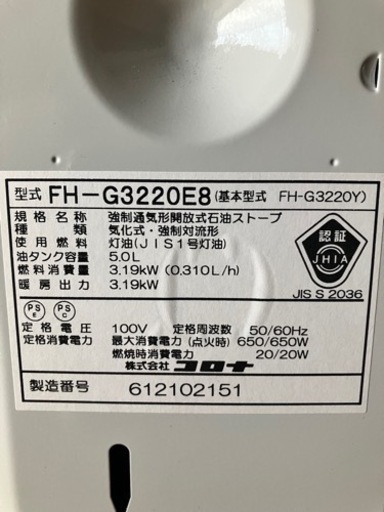 型式 FH-G3220E8 (基本型式 FH-G3220Y)
規格名称 強制通気形開放式石油ストーブ
種類 気化式・強制対流形
使用燃料 灯油(JIS1号灯油)
油タンク容量 5.0L
燃料消費量 3.19kW (0.310L/h)
暖房出力 3.19kW
認証
JHIA
JIS S 2036
PS E PS C
定格電圧 100V 定格周波数 50/60Hz
定格消費電力 最大消費電力(点火時) 650/650W
燃焼時消費電力 20/20W
株式会社 コロナ
製造番号 612102151